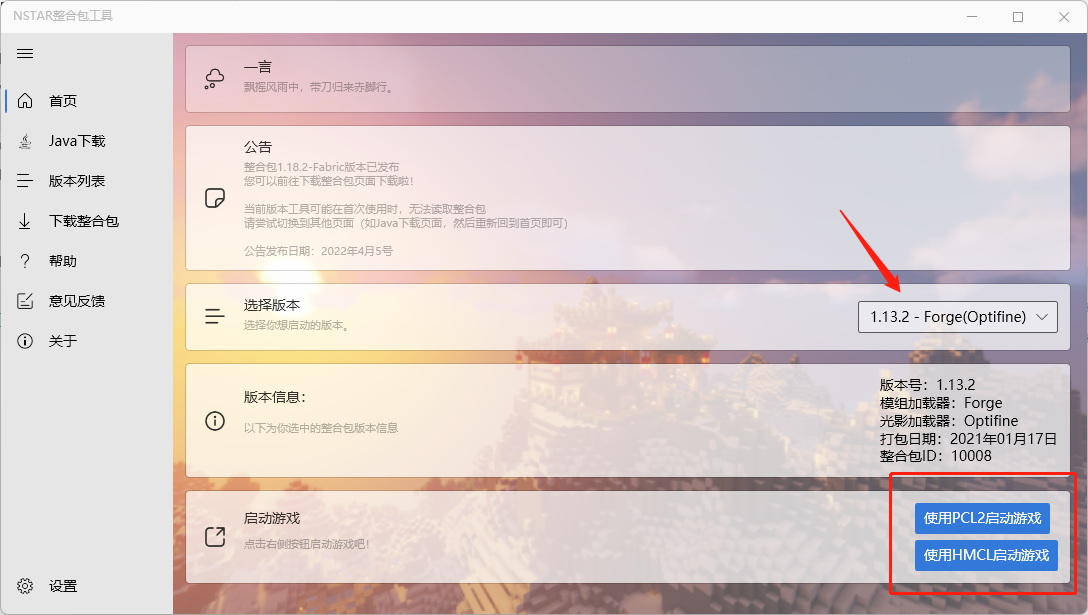 NSTAR整合包工具
首页
Java下载
版本列表
下载整合包
帮助
意见反馈
关于
设置
一言
飘摇风雨中，带刀归来赤脚行。
公告
整合包1.18.2-Fabric版本已发布
您可以前往下载整合包页面下载啦！
当前版本工具可能在首次使用时，无法读取整合包
请尝试切换到其他页面（如Java下载页面，然后重新回到首页即可）
公告发布日期：2022年4月5号
选择版本
选择你想启动的版本。
1.13.2 - Forge(Optifine)
版本信息：
以下为你选中的整合包版本信息
版本号：1.13.2
模组加载器：Forge
光影加载器：Optifine
打包日期：2021年01月17日
整合包ID：10008
启动游戏
点击右侧按钮启动游戏吧！
使用PCL2启动游戏
使用HMCL启动游戏